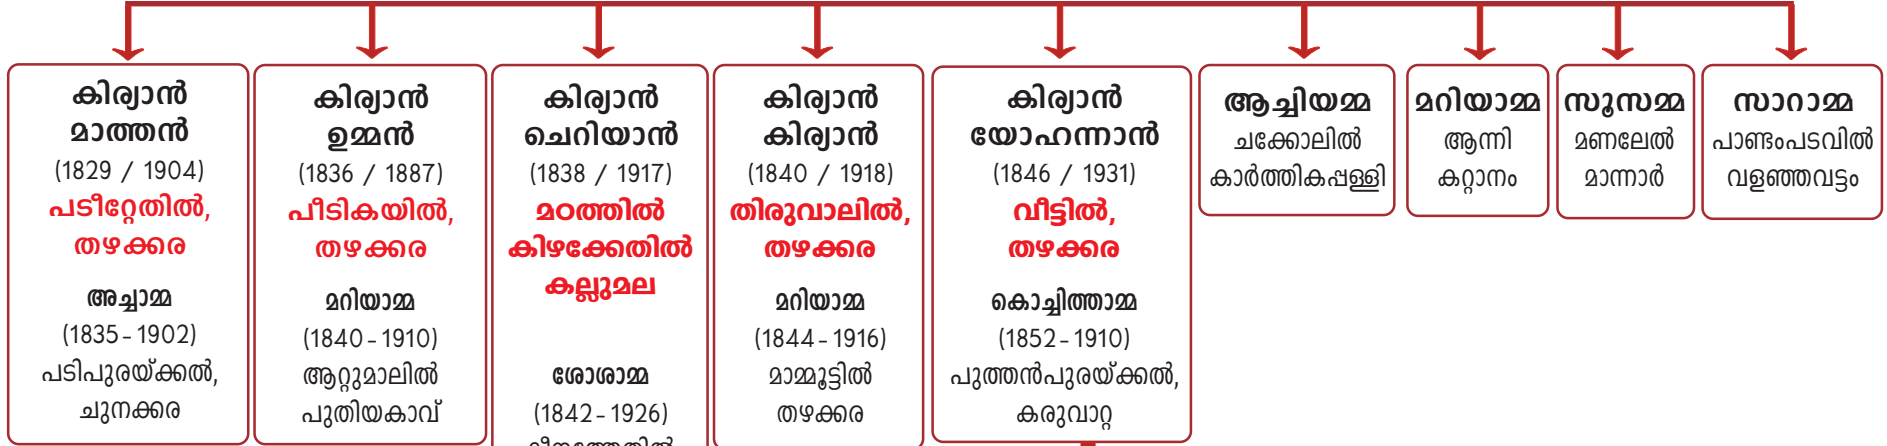 കിര്യാൻ
മാത്തൻ
(1829 / 1904)
പടീറ്റേതിൽ,
തഴക്കര
അച്ചാമ്മ
(1835-1902)
പടിപുരയ്ക്കൽ,
ചുനക്കര
കിര്യാൻ
ഉമ്മൻ
(1836 / 1887)
പീടികയിൽ,
തഴക്കര
മറിയാമ്മ
(1840-1910)
ആറ്റുമാലിൽ
പുതിയകാവ്
കിര്യാൻ
ചെറിയാൻ
(1838 / 1917)
മഠത്തിൽ
കിഴക്കേതിൽ
കല്ലുമല
ശോശാമ്മ
(1842-1926)
കിര്യാൻ
കിര്യാൻ
(1840 / 1918)
തിരുവാലിൽ,
തഴക്കര
മറിയാമ്മ
(1844-1916)
മാമ്മൂട്ടിൽ
തഴക്കര
കിര്യാൻ
യോഹന്നാൻ
(1846 / 1931)
വീട്ടിൽ,
തഴക്കര
കൊച്ചിത്താമ്മ
(1852-1910)
പുത്തൻപുരയ്ക്കൽ,
കരുവാറ്റ
ആച്ചിയമ്മ
ചക്കോലിൽ
കാർത്തികപ്പള്ളി
മറിയാമ്മ
ആന്നി
കറ്റാനം
സൂസമ്മ
മണലേൽ
മാന്നാർ
സാറാമ്മ
പാണ്ടംപടവിൽ
വളഞ്ഞവട്ടം